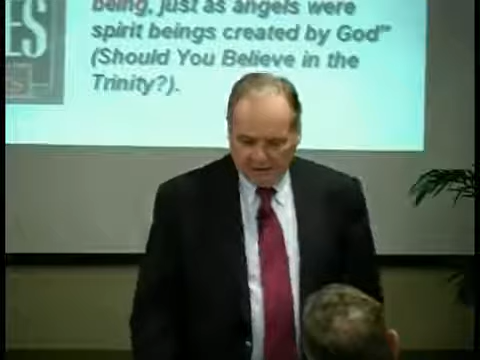 being, just as angels were
spirit beings created by God"
(Should You Believe in the
Trinity?).